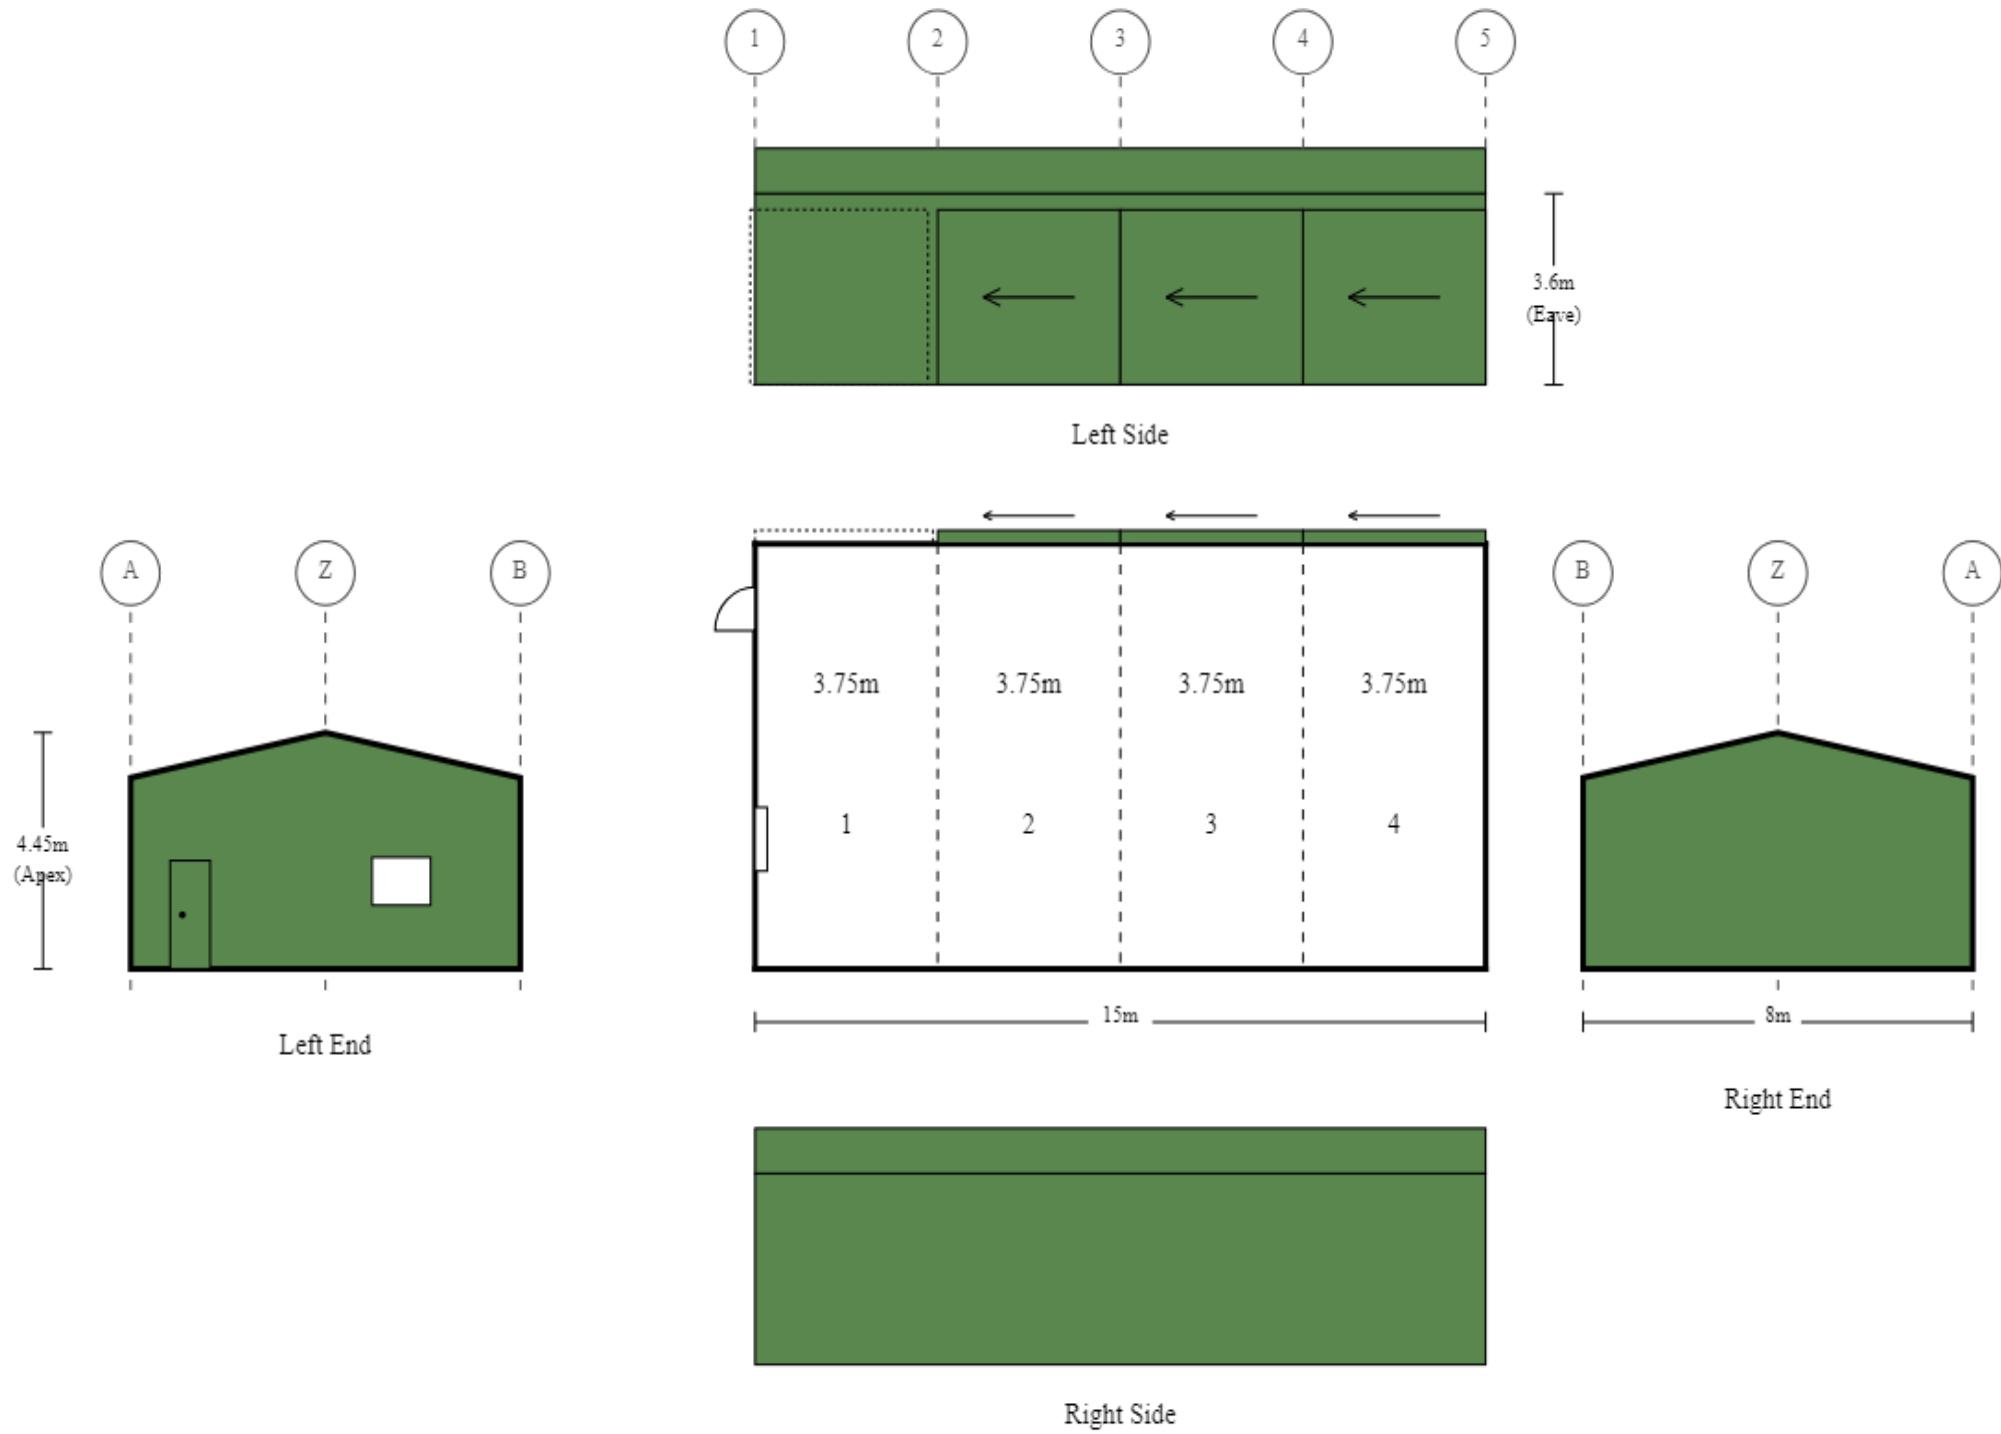 1 2 3 4 5
3.6m
(Eave)
Left Side
A Z B
B Z A
3.75m 3.75m 3.75m 3.75m
1 2 3 4
4.45m
(Apex)
15m
8m
Left End
Right End
Right Side